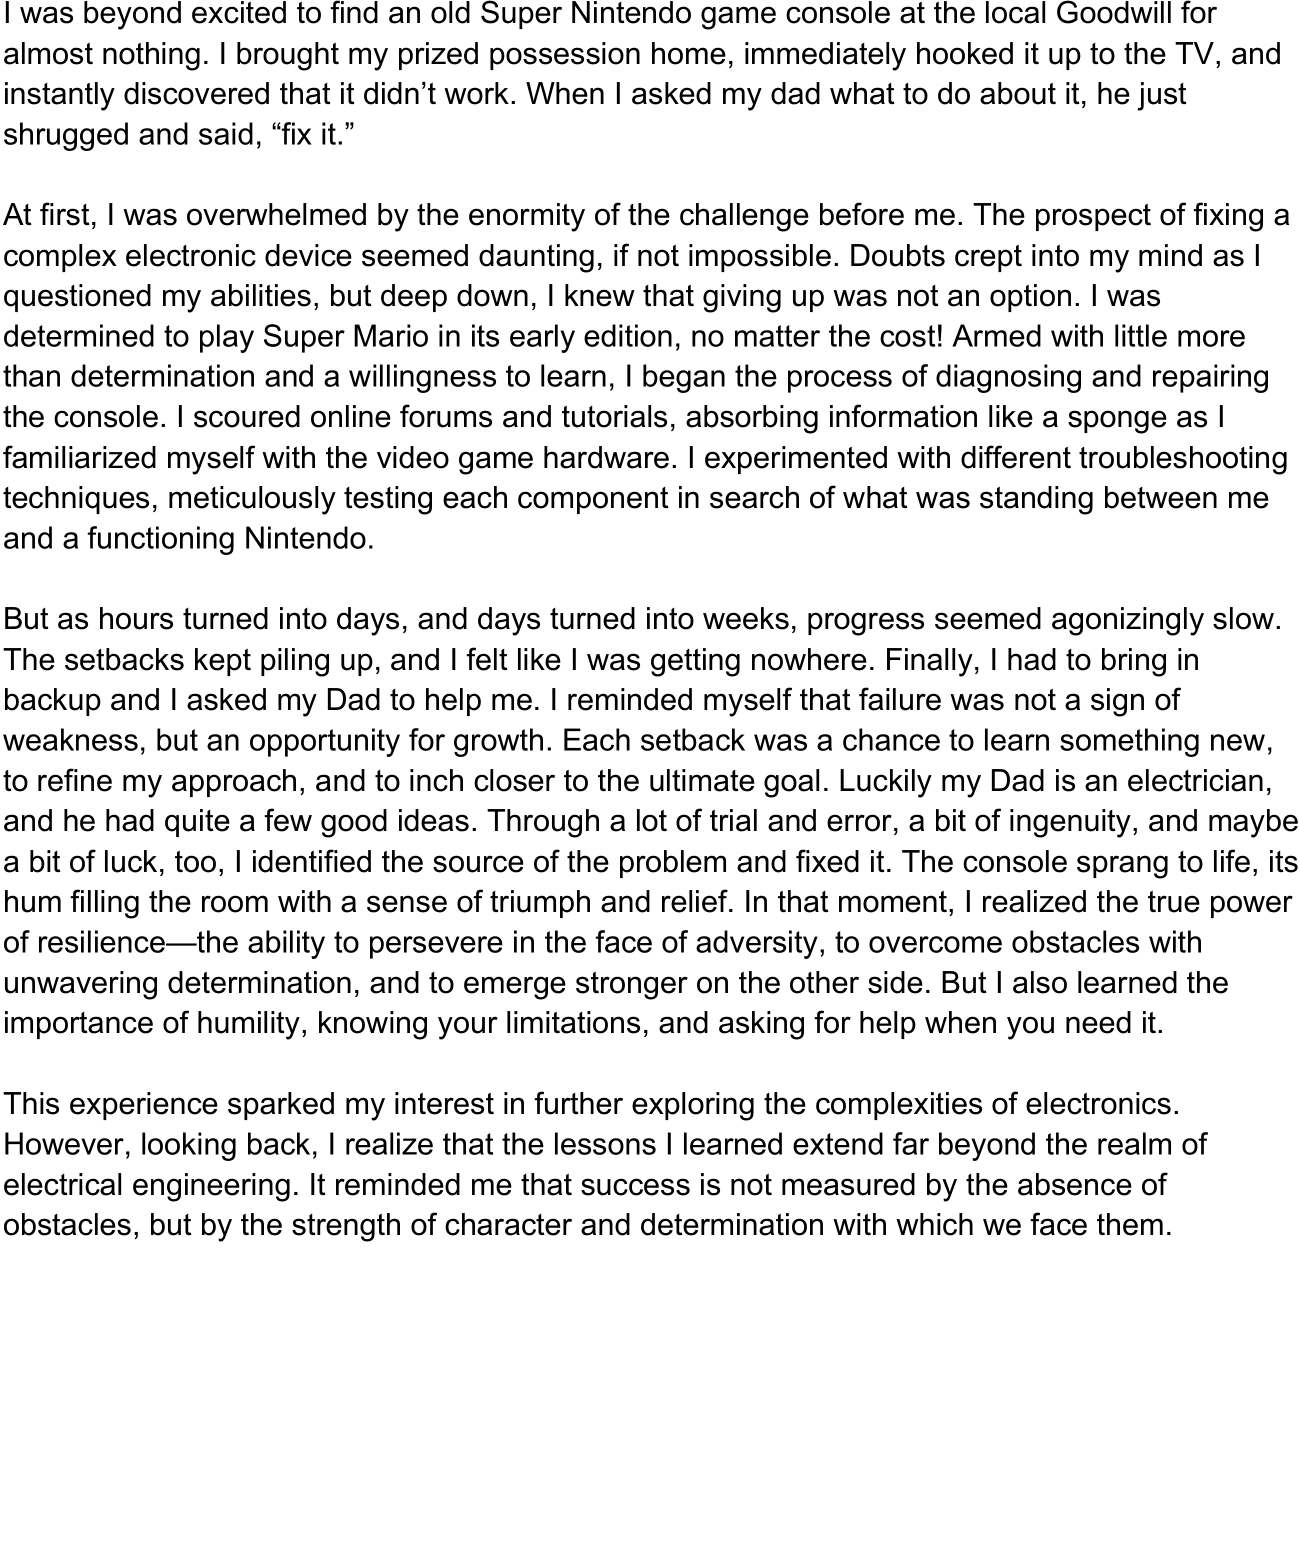 I was beyond excited to find an old Super Nintendo game console at the local Goodwill for
almost nothing. I brought my prized possession home, immediately hooked it up to the TV, and
instantly discovered that it didn’t work. When I asked my dad what to do about it, he just
shrugged and said, “fix it.”
At first, I was overwhelmed by the enormity of the challenge before me. The prospect of fixing a
complex electronic device seemed daunting, if not impossible. Doubts crept into my mind as I
questioned my abilities, but deep down, I knew that giving up was not an option. I was
determined to play Super Mario in its early edition, no matter the cost! Armed with little more
than determination and a willingness to learn, I began the process of diagnosing and repairing
the console. I scoured online forums and tutorials, absorbing information like a sponge as I
familiarized myself with the video game hardware. I experimented with different troubleshooting
techniques, meticulously testing each component in search of what was standing between me
and a functioning Nintendo.
But as hours turned into days, and days turned into weeks, progress seemed agonizingly slow.
The setbacks kept piling up, and I felt like I was getting nowhere. Finally, I had to bring in
backup and I asked my Dad to help me. I reminded myself that failure was not a sign of
weakness, but an opportunity for growth. Each setback was a chance to learn something new,
to refine my approach, and to inch closer to the ultimate goal. Luckily my Dad is an electrician,
and he had quite a few good ideas. Through a lot of trial and error, a bit of ingenuity, and maybe
a bit of luck, too, I identified the source of the problem and fixed it. The console sprang to life, its
hum filling the room with a sense of triumph and relief. In that moment, I realized the true power
of resilience—the ability to persevere in the face of adversity, to overcome obstacles with
unwavering determination, and to emerge stronger on the other side. But I also learned the
importance of humility, knowing your limitations, and asking for help when you need it.
This experience sparked my interest in further exploring the complexities of electronics.
However, looking back, I realize that the lessons I learned extend far beyond the realm of
electrical engineering. It reminded me that success is not measured by the absence of
obstacles, but by the strength of character and determination with which we face them.